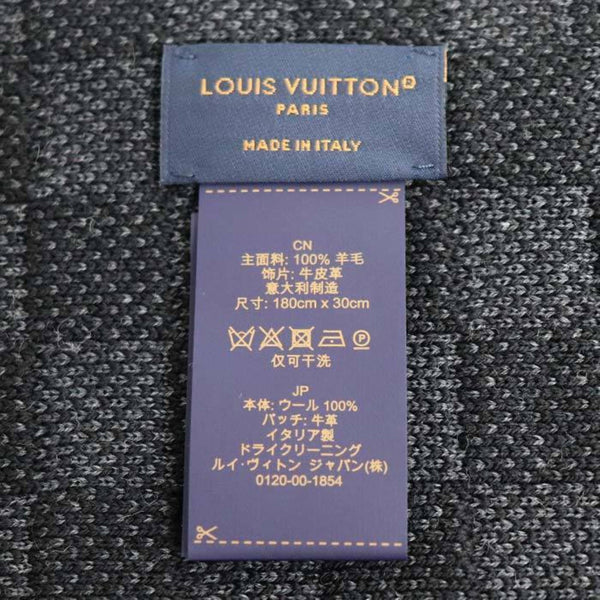 LOUIS VUITTON®
PARIS
MADE IN ITALY
CN
主面料: 100% 羊毛
饰片: 牛皮革
意大利制造
尺寸: 180cm x 30cm
P
仅可干洗
JP
本体: ウール 100%
パッチ: 牛革
イタリア製
ドライクリーニング
ルイ·ヴィトン ジャパン(株)
0120-00-1854